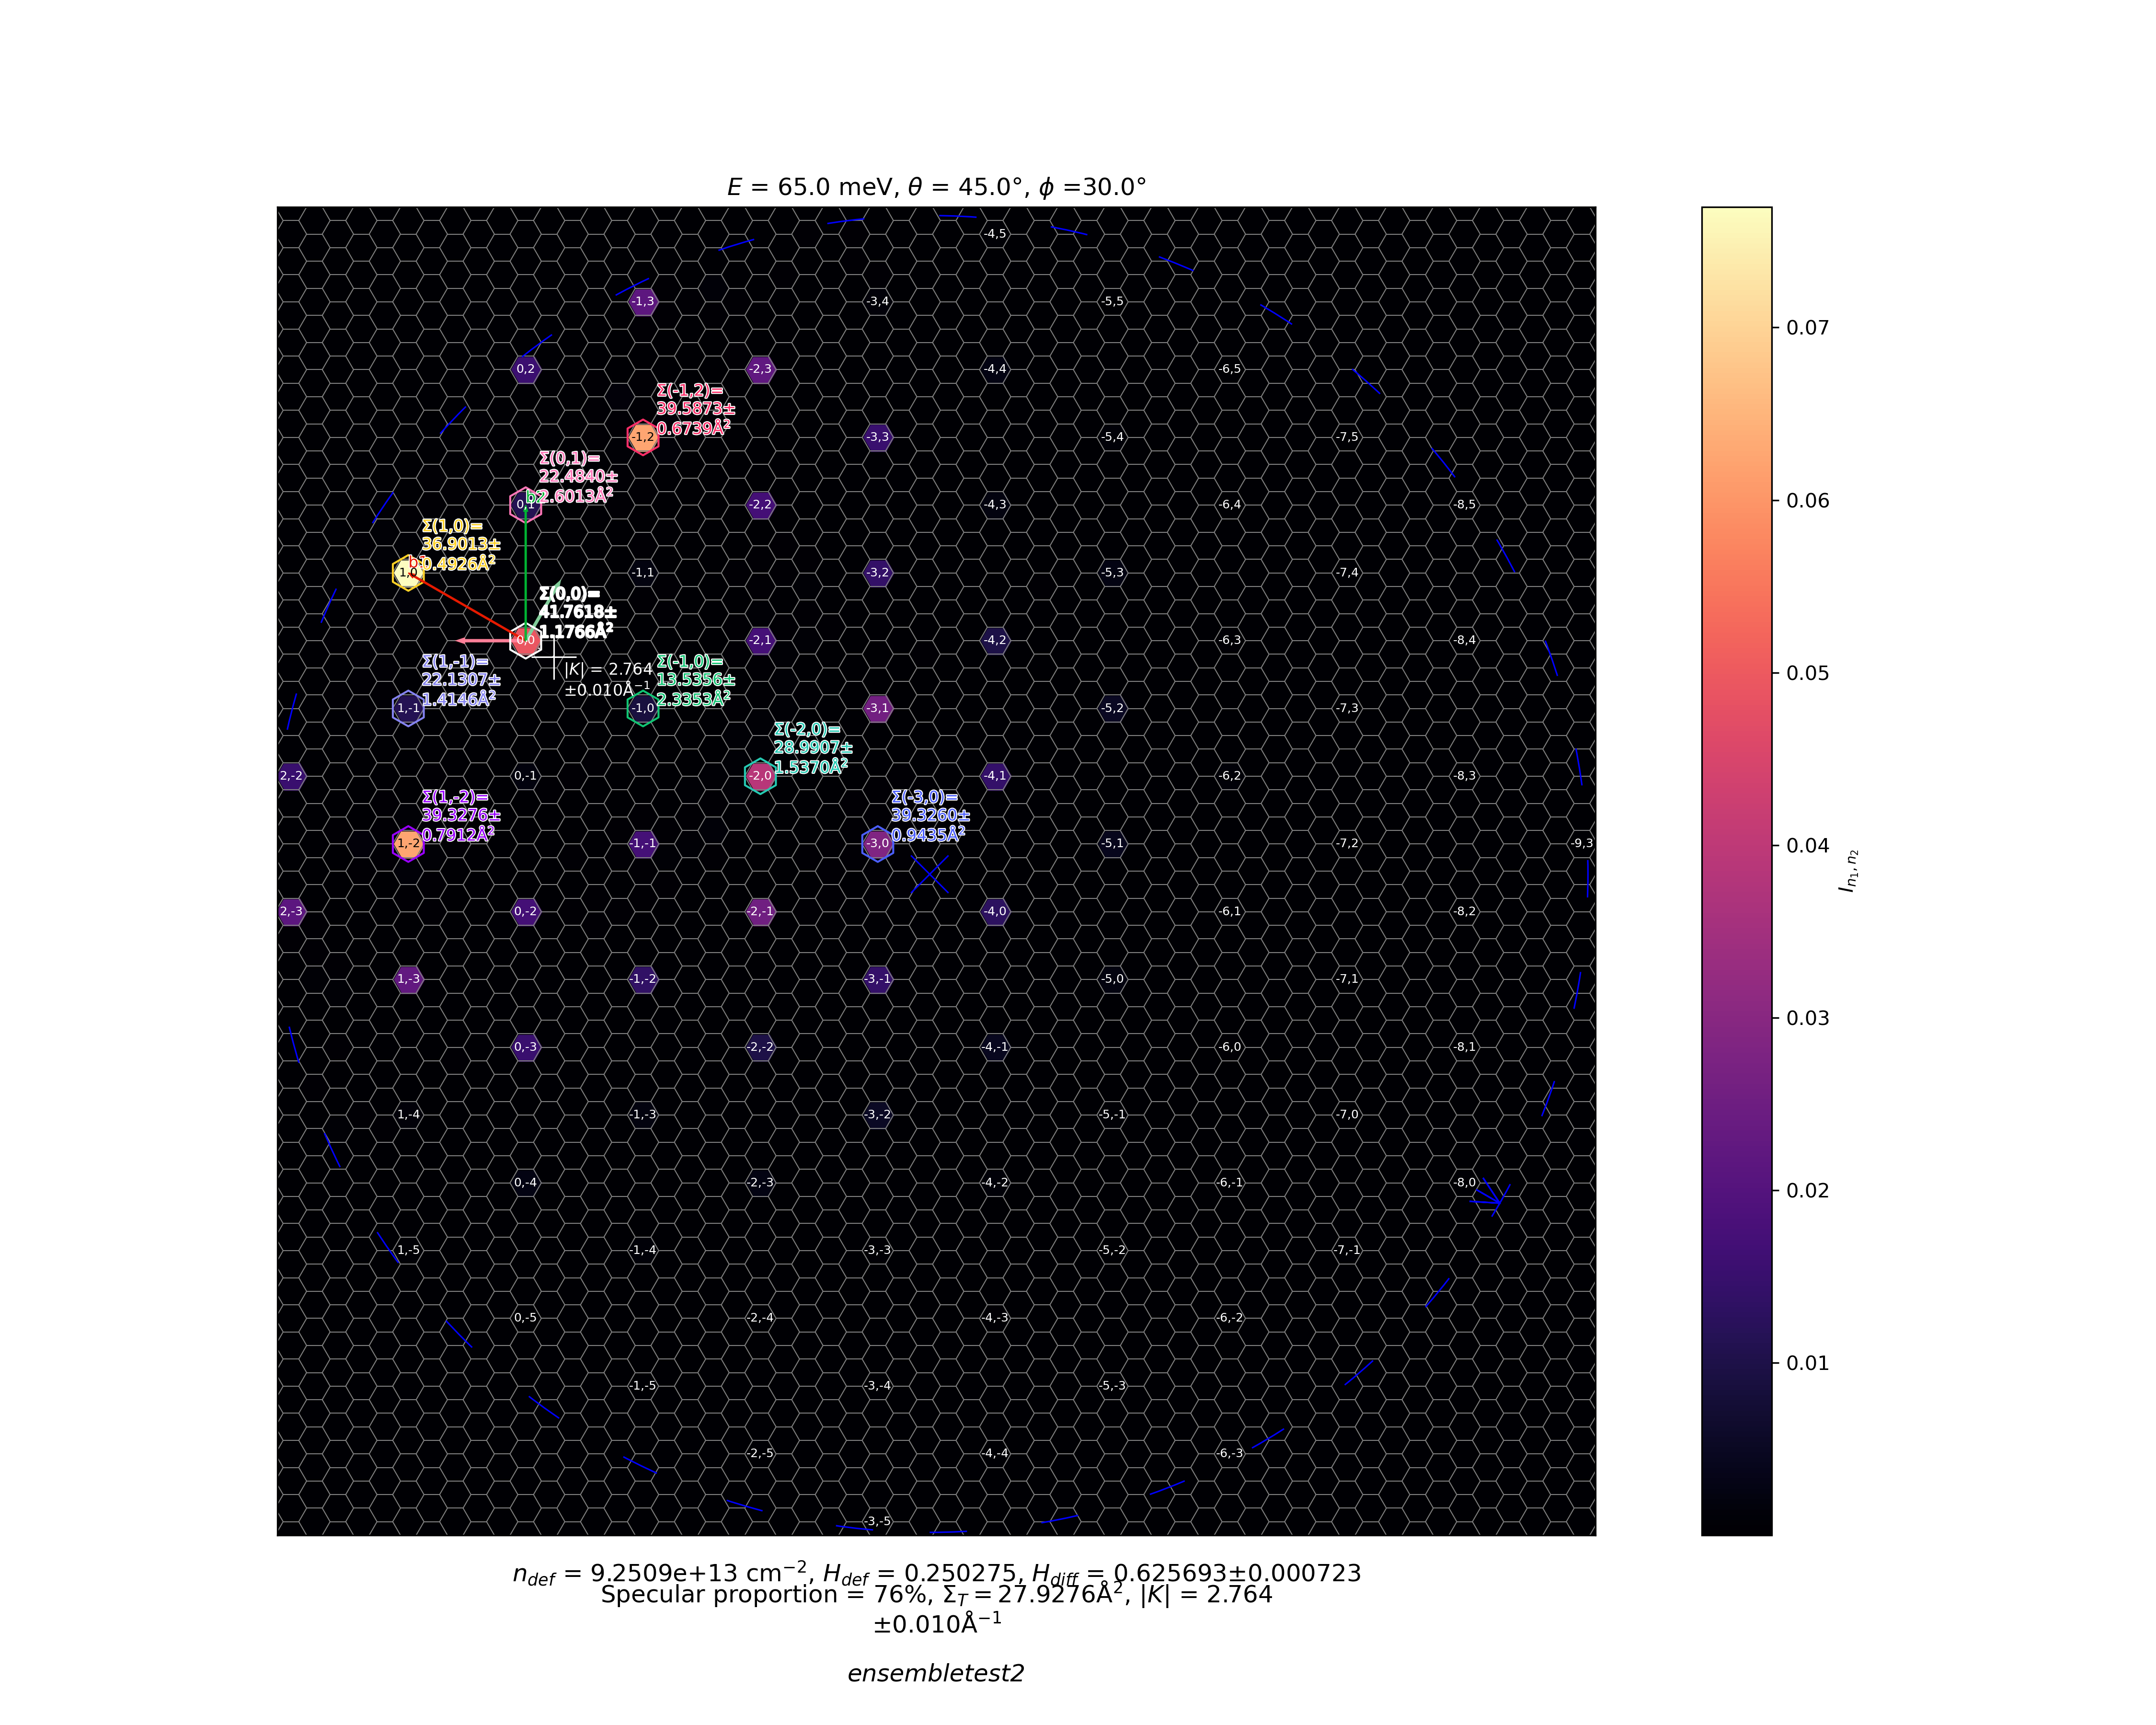 E = 65.0 meV, θ = 45.0°, ϕ =30.0°
-4,5
-1,3 -3,4 -5,5
0,2 -2,3 -4,4 -6,5
Σ(-1,2)=
39.5873±
0.6739Å²
-1,2 -3,3 -5,4 -7,5
Σ(0,1)=
22.4840±
2.6013Å²
0,1 -2,2 -4,3 -6,4 -8,5
Σ(1,0)=
36.9013±
0.4926Å²
1,0 -1,1 -3,2 -5,3 -7,4
Σ(0,0)=
41.7618±
1.1766Å²
0,0 -2,1 -4,2 -6,3 -8,4
|K| = 2.764
±0.010Å⁻¹
Σ(1,-1)=
22.1307±
1.4146Å²
Σ(-1,0)=
13.5356±
2.3353Å²
1,-1 -1,0 -3,1 -5,2 -7,3
Σ(-2,0)=
28.9907±
1.5370Å²
2,-2 0,-1 -2,0 -4,1 -6,2 -8,3
Σ(1,-2)=
39.3276±
0.7912Å²
Σ(-3,0)=
39.3260±
0.9435Å²
1,-2 -1,-1 -3,0 -5,1 -7,2 -9,3
2,-3 0,-2 -2,-1 -4,0 -6,1 -8,2
1,-3 -1,-2 -3,-1 -5,0 -7,1
0,-3 -2,-2 -4,-1 -6,0 -8,1
1,-4 -1,-3 -3,-2 -5,-1 -7,0
0,-4 -2,-3 -4,-2 -6,-1 -8,0
1,-5 -1,-4 -3,-3 -5,-2 -7,-1
0,-5 -2,-4 -4,-3 -6,-2
-1,-5 -3,-4 -5,-3
-2,-5 -4,-4 -6,-3
-3,-5
0.07
0.06
0.05
0.04
0.03
0.02
0.01
I_{n₁,n₂}
n_{def} = 9.2509e+13 cm⁻², H_{def} = 0.250275, H_{diff} = 0.625693±0.000723
Specular proportion = 76%, Σ_T = 27.9276Å², |K| = 2.764
±0.010Å⁻¹
ensembletest2